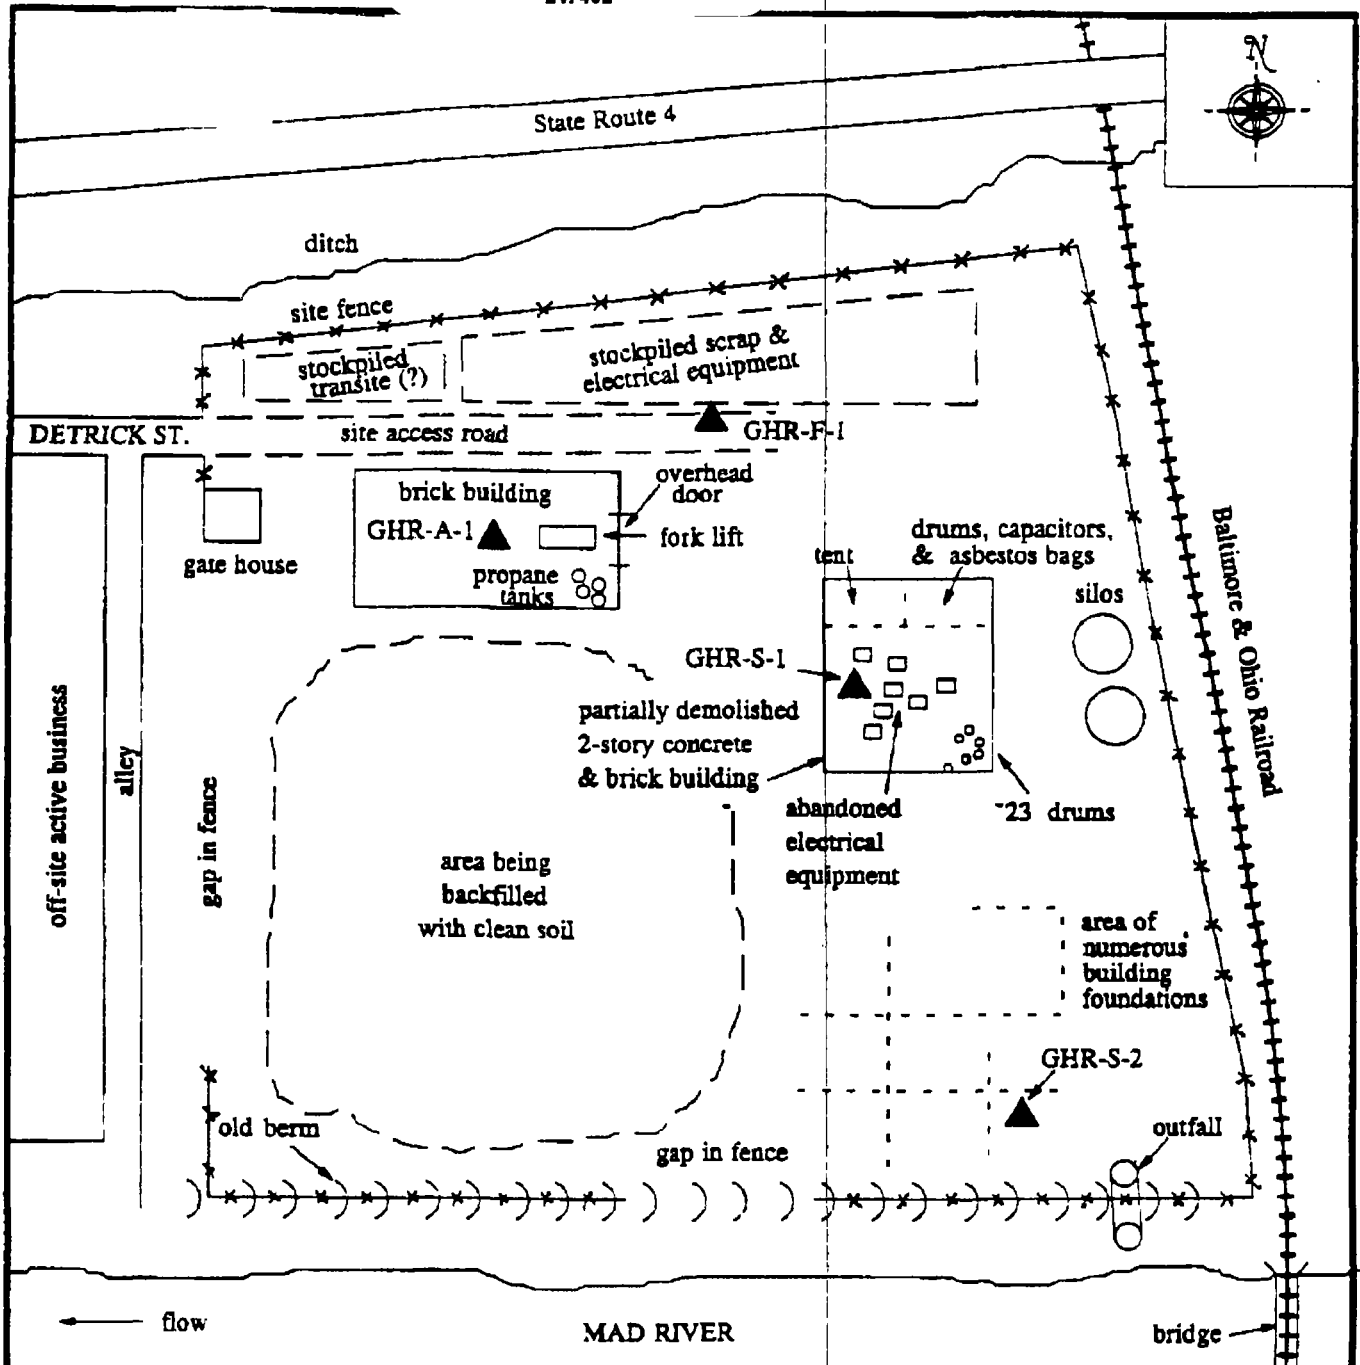 N
State Route 4
ditch
site fence
stockpiled
transite (?)
stockpiled scrap &
electrical equipment
DETRICK ST.
site access road
GHR-F-1
brick building
overhead
door
GHR-A-1
fork lift
gate house
propane
tanks
drums, capacitors,
& asbestos bags
tent
silos
Baltimore & Ohio Railroad
GHR-S-1
partially demolished
2-story concrete
& brick building
off-site active business
alley
gap in fence
abandoned
electrical
equipment
~23 drums
area being
backfilled
with clean soil
area of
numerous
building
foundations
GHR-S-2
old berm
gap in fence
outfall
flow
MAD RIVER
bridge